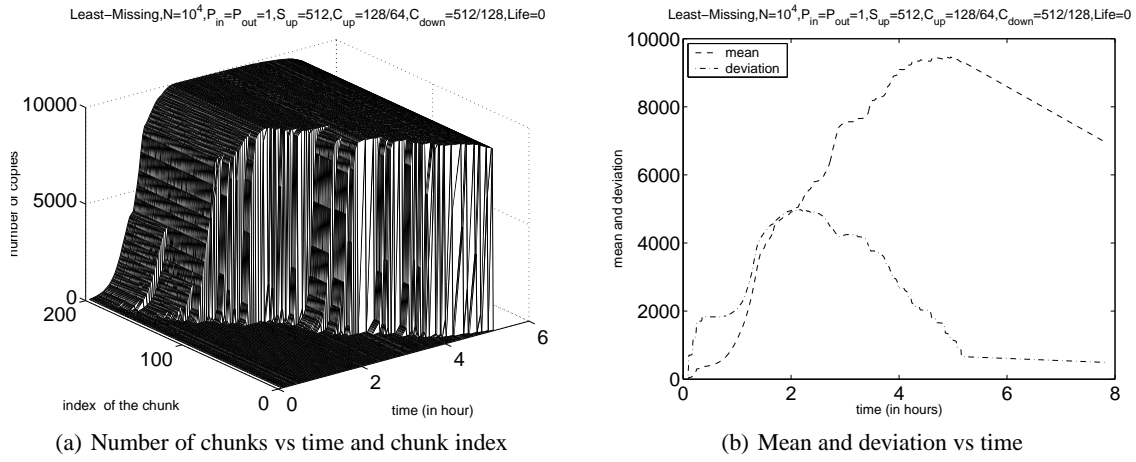 Least−Missing,N=10^4,P_in=P_out=1,S_up=512,C_up=128/64,C_down=512/128,Life=0
10000
5000
0
200
100
0
0
2
4
6
number of copies
index of the chunk
time (in hour)
(a) Number of chunks vs time and chunk index
Least−Missing,N=10^4,P_in=P_out=1,S_up=512,C_up=128/64,C_down=512/128,Life=0
10000
8000
6000
4000
2000
0
0
2
4
6
8
mean
deviation
mean and deviation
time (in hours)
(b) Mean and deviation vs time